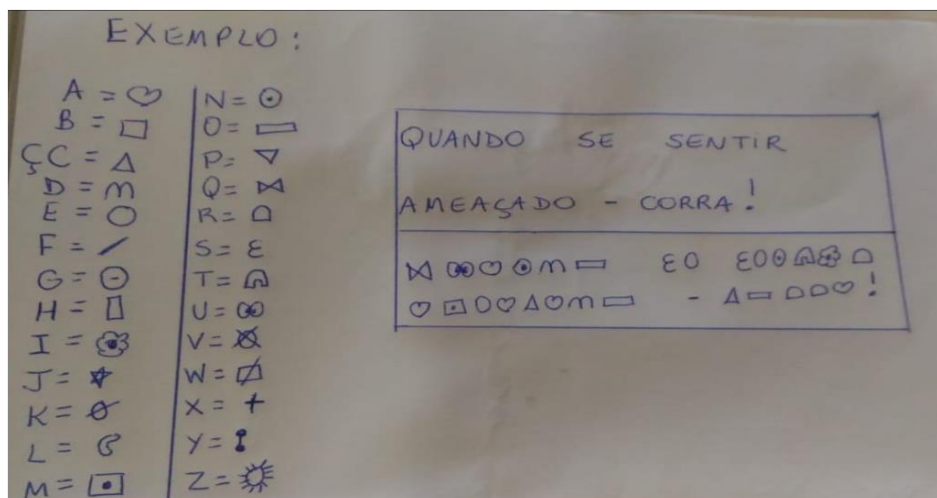 EXEMPLO:
A = ♡
B = □
ÇC = △
D = m
E = ○
F = /
G = ⊖
H = ▯
I = ❀
J = ☆
K = ∅
L = C
M = ⊡
N = ⊙
O = ▭
P = ▽
Q = ⋈
R = D
S = ε
T = ᗣ
U = ꝏ
V = ⊗
W = ⍁
X = +
Y = I
Z = ☼
QUANDO SE SENTIR
AMEAÇADO - CORRA!
⋈ ꝏ ♡ ⊙ m ▭ ε ○ ε ○ ⊙ ᗣ ❀ D
♡ ⊡ ○ ♡ △ ♡ m ▭ - △ ▭ D D ♡ !